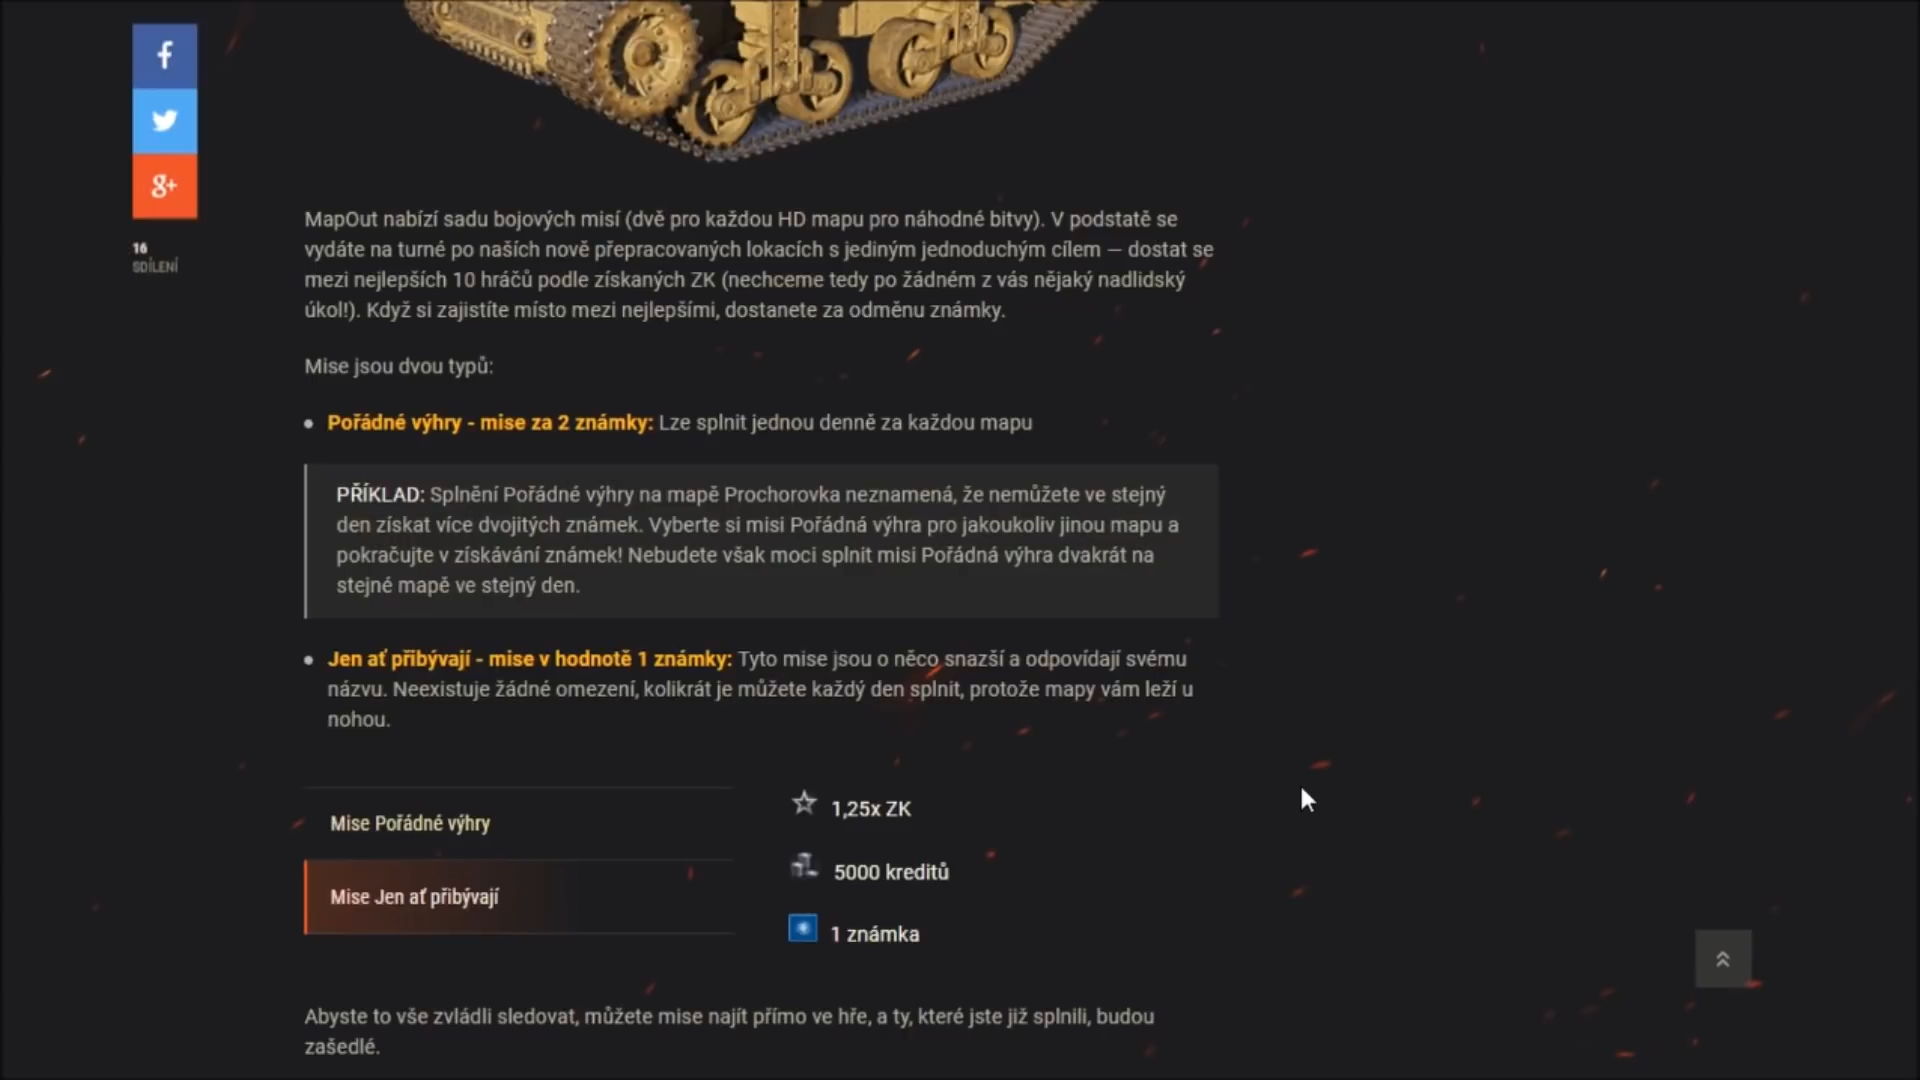 f
g+
16
SDÍLENÍ
MapOut nabízí sadu bojových misí (dvě pro každou HD mapu pro náhodné bitvy). V podstatě se
vydáte na turné po našich nově přepracovaných lokacích s jediným jednoduchým cílem — dostat se
mezi nejlepších 10 hráčů podle získaných ZK (nechceme tedy po žádném z vás nějaký nadlidský
úkol!). Když si zajistíte místo mezi nejlepšími, dostanete za odměnu známky.
Mise jsou dvou typů:
Pořádné výhry - mise za 2 známky: Lze splnit jednou denně za každou mapu
PŘÍKLAD: Splnění Pořádné výhry na mapě Prochorovka neznamená, že nemůžete ve stejný
den získat více dvojitých známek. Vyberte si misi Pořádná výhra pro jakoukoliv jinou mapu a
pokračujte v získávání známek! Nebudete však moci splnit misi Pořádná výhra dvakrát na
stejné mapě ve stejný den.
Jen ať přibývají - mise v hodnotě 1 známky: Tyto mise jsou o něco snazší a odpovídají svému
názvu. Neexistuje žádné omezení, kolikrát je můžete každý den splnit, protože mapy vám leží u
nohou.
Mise Pořádné výhry
Mise Jen ať přibývají
1,25x ZK
5000 kreditů
1 známka
Abyste to vše zvládli sledovat, můžete mise najít přímo ve hře, a ty, které jste již splnili, budou
zašedlé.